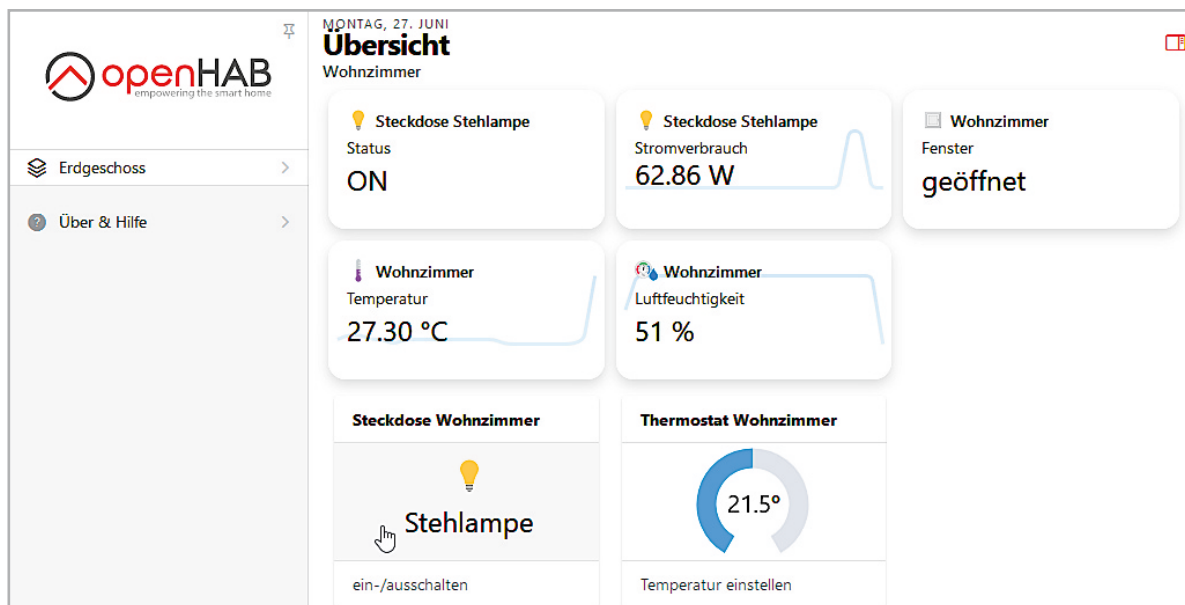 openHAB
empowering the smart home
Erdgeschoss
Über & Hilfe
MONTAG, 27. JUNI
Übersicht
Wohnzimmer
Steckdose Stehlampe
Status
ON
Steckdose Stehlampe
Stromverbrauch
62.86 W
Wohnzimmer
Fenster
geöffnet
Wohnzimmer
Temperatur
27.30 °C
Wohnzimmer
Luftfeuchtigkeit
51 %
Steckdose Wohnzimmer
Stehlampe
ein-/ausschalten
Thermostat Wohnzimmer
21.5°
Temperatur einstellen